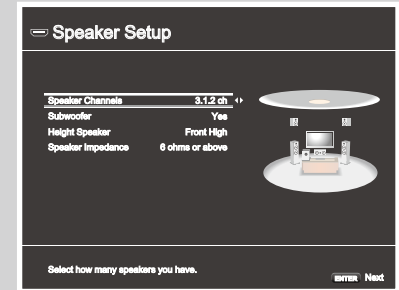 Speaker Setup
Speaker Channels 3.1.2 ch
Subwoofer Yes
Height Speaker Front High
Speaker Impedance 6 ohms or above
Select how many speakers you have.
ENTER Next